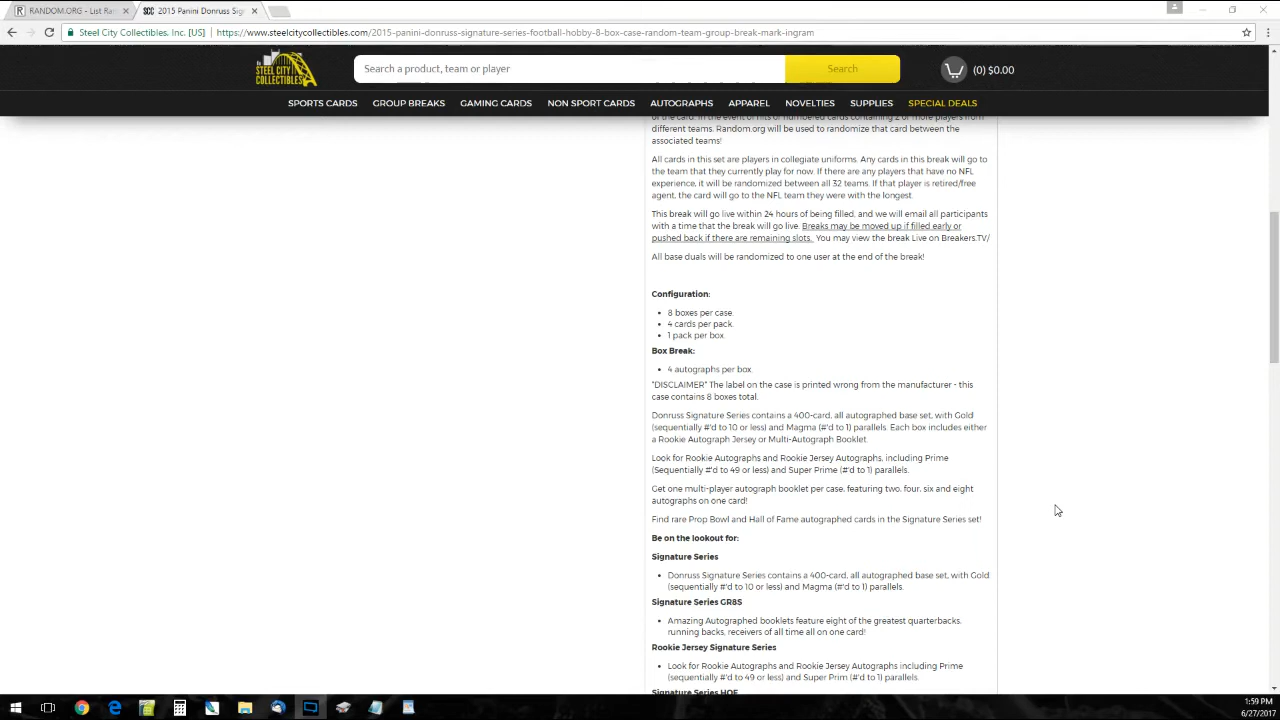 RANDOM.ORG - List Ra
2015 Panini Donruss Sig
Steel City Collectibles, Inc. [US]
https://www.steelcitycollectibles.com/2015-panini-donruss-signature-series-football-hobby-8-box-case-random-team-group-break-mark-ingram
STEEL CITY
COLLECTIBLES
Search a product, team or player
Search
(0) $0.00
SPORTS CARDS
GROUP BREAKS
GAMING CARDS
NON SPORT CARDS
AUTOGRAPHS
APPAREL
NOVELTIES
SUPPLIES
SPECIAL DEALS
of the card. In the event of hits or numbered cards containing 2 or more players from
different teams. Random.org will be used to randomize that card between the
associated teams!
All cards in this set are players in collegiate uniforms. Any cards in this break will go to
the team that they currently play for now. If there are any players that have no NFL
experience, it will be randomized between all 32 teams. If that player is retired/free
agent, the card will go to the NFL team they were with the longest.
This break will go live within 24 hours of being filled, and we will email all participants
with a time that the break will go live. Breaks may be moved up if filled early or
pushed back if there are remaining slots. You may view the break Live on Breakers.TV/
All base duals will be randomized to one user at the end of the break!
Configuration:
8 boxes per case.
4 cards per pack.
1 pack per box.
Box Break:
4 autographs per box.
"DISCLAIMER" The label on the case is printed wrong from the manufacturer - this
case contains 8 boxes total.
Donruss Signature Series contains a 400-card, all autographed base set, with Gold
(sequentially #'d to 10 or less) and Magma (#'d to 1) parallels. Each box includes either
a Rookie Autograph Jersey or Multi-Autograph Booklet.
Look for Rookie Autographs and Rookie Jersey Autographs, including Prime
(Sequentially #'d to 49 or less) and Super Prime (#'d to 1) parallels.
Get one multi-player autograph booklet per case, featuring two, four, six and eight
autographs on one card!
Find rare Prop Bowl and Hall of Fame autographed cards in the Signature Series set!
Be on the lookout for:
Signature Series
Donruss Signature Series contains a 400-card, all autographed base set, with Gold
(sequentially #'d to 10 or less) and Magma (#'d to 1) parallels.
Signature Series GR8S
Amazing Autographed booklets feature eight of the greatest quarterbacks,
running backs, receivers of all time all on one card!
Rookie Jersey Signature Series
Look for Rookie Autographs and Rookie Jersey Autographs including Prime
(sequentially #'d to 49 or less) and Super Prim (#'d to 1) parallels.
Signature Series HOF
1:59 PM
6/27/2017